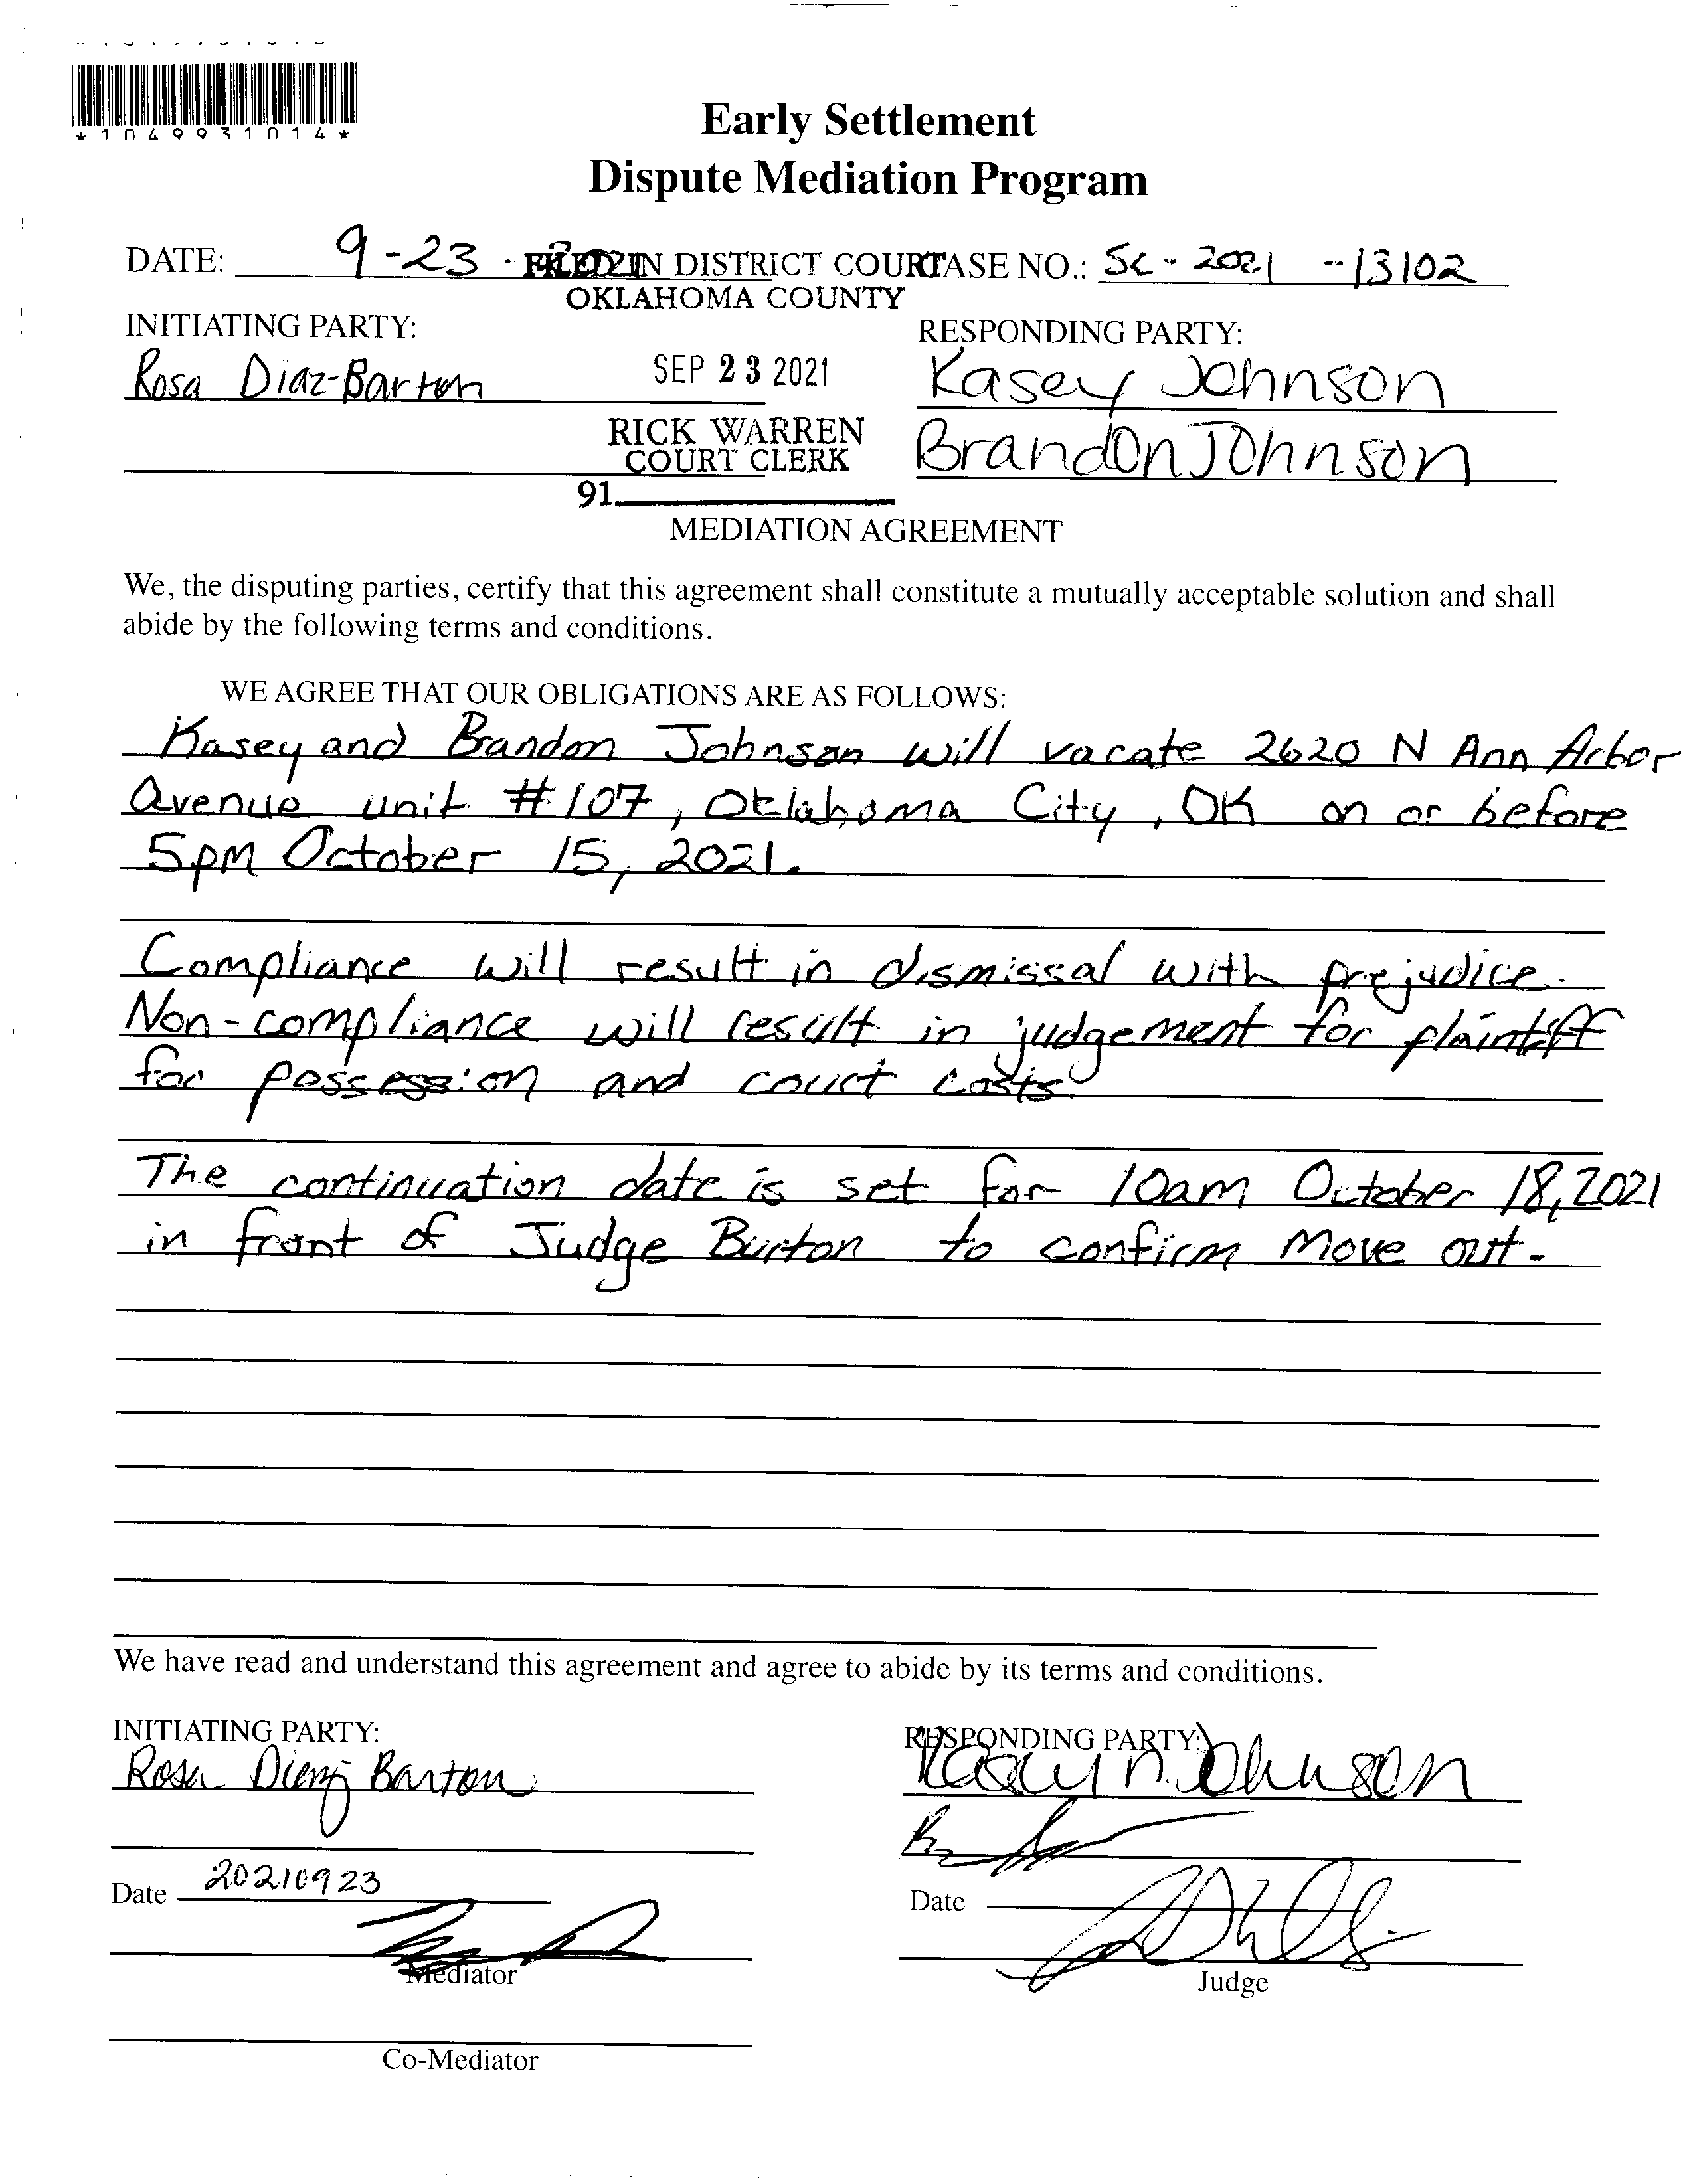 *1049931014*
Early Settlement
Dispute Mediation Program
DATE: 9-23-2021 CASE NO.: SC-2021--13102
FILED IN DISTRICT COURT
OKLAHOMA COUNTY
INITIATING PARTY: RESPONDING PARTY:
Rosa Diaz-Barton SEP 23 2021 Kasey Johnson
RICK WARREN Brandon Johnson
COURT CLERK
91
MEDIATION AGREEMENT
We, the disputing parties, certify that this agreement shall constitute a mutually acceptable solution and shall
abide by the following terms and conditions.
WE AGREE THAT OUR OBLIGATIONS ARE AS FOLLOWS:
Kasey and Brandon Johnson will vacate 2620 N Ann Arbor
Avenue unit #107, Oklahoma City, OK on or before
5pm October 15, 2021.
Compliance will result in dismissal with prejudice.
Non-compliance will result in judgement for plaintiff
for possession and court costs.
The continuation date is set for 10am October 18, 2021
in front of Judge Burton to confirm move out.
We have read and understand this agreement and agree to abide by its terms and conditions.
INITIATING PARTY: RESPONDING PARTY:
Rosa Diaz Barton Kasey n. Johnson
Date 20210923 Date
Mediator Judge
Co-Mediator